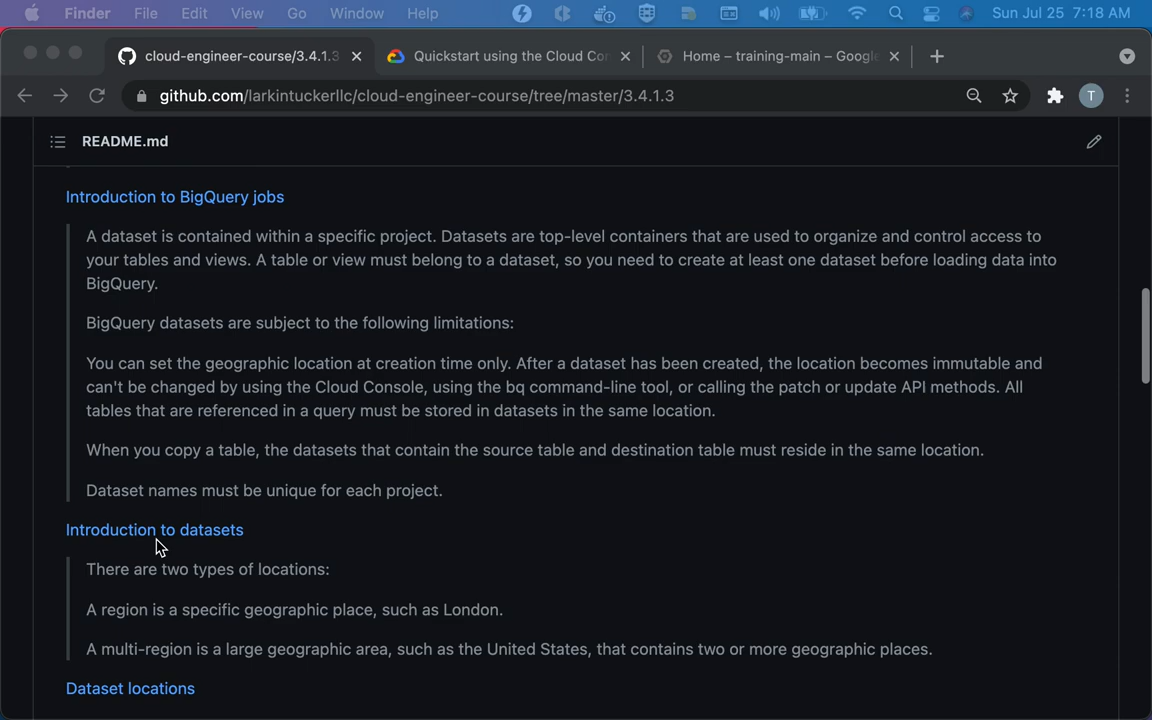 Finder File Edit View Go Window Help Sun Jul 25 7:18 AM
cloud-engineer-course/3.4.1.3 Quickstart using the Cloud Con Home – training-main – Google
github.com/larkintuckerllc/cloud-engineer-course/tree/master/3.4.1.3 T
README.md
Introduction to BigQuery jobs
A dataset is contained within a specific project. Datasets are top-level containers that are used to organize and control access to
your tables and views. A table or view must belong to a dataset, so you need to create at least one dataset before loading data into
BigQuery.
BigQuery datasets are subject to the following limitations:
You can set the geographic location at creation time only. After a dataset has been created, the location becomes immutable and
can't be changed by using the Cloud Console, using the bq command-line tool, or calling the patch or update API methods. All
tables that are referenced in a query must be stored in datasets in the same location.
When you copy a table, the datasets that contain the source table and destination table must reside in the same location.
Dataset names must be unique for each project.
Introduction to datasets
There are two types of locations:
A region is a specific geographic place, such as London.
A multi-region is a large geographic area, such as the United States, that contains two or more geographic places.
Dataset locations